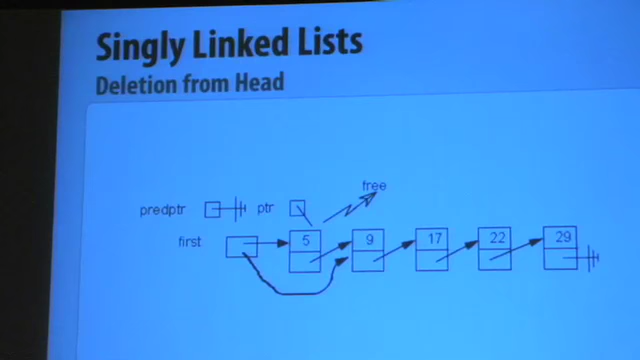 Singly Linked Lists
Deletion from Head
free
predptr ptr
first 5 9 17 22 29